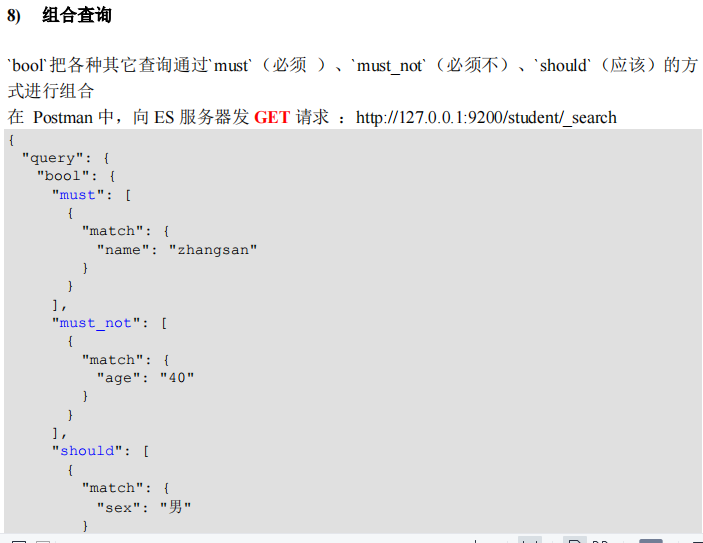 8) 组合查询
`bool`把各种其它查询通过`must`（必须 ）、`must_not`（必须不）、`should`（应该）的方
式进行组合
在 Postman 中，向 ES 服务器发 GET 请求 ：http://127.0.0.1:9200/student/_search
{
  "query": {
    "bool": {
      "must": [
        {
          "match": {
            "name": "zhangsan"
          }
        }
      ],
      "must_not": [
        {
          "match": {
            "age": "40"
          }
        }
      ],
      "should": [
        {
          "match": {
            "sex": "男"
          }